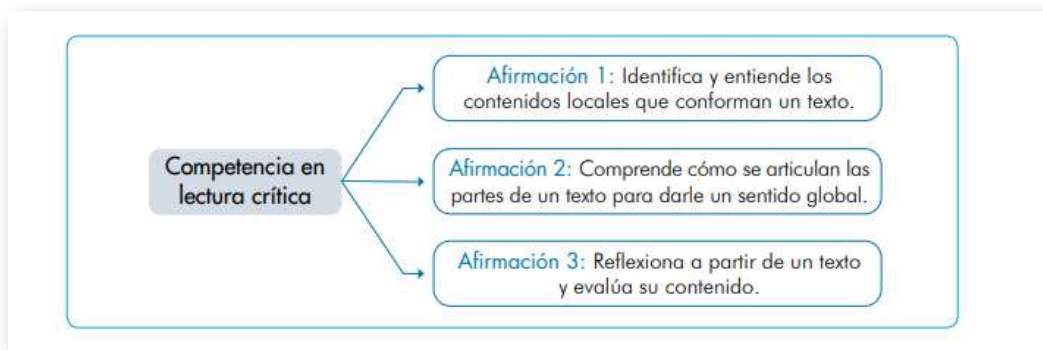 Competencia en
lectura crítica
Afirmación 1: Identifica y entiende los
contenidos locales que conforman un texto.
Afirmación 2: Comprende cómo se articulan las
partes de un texto para darle un sentido global.
Afirmación 3: Reflexiona a partir de un texto
y evalúa su contenido.